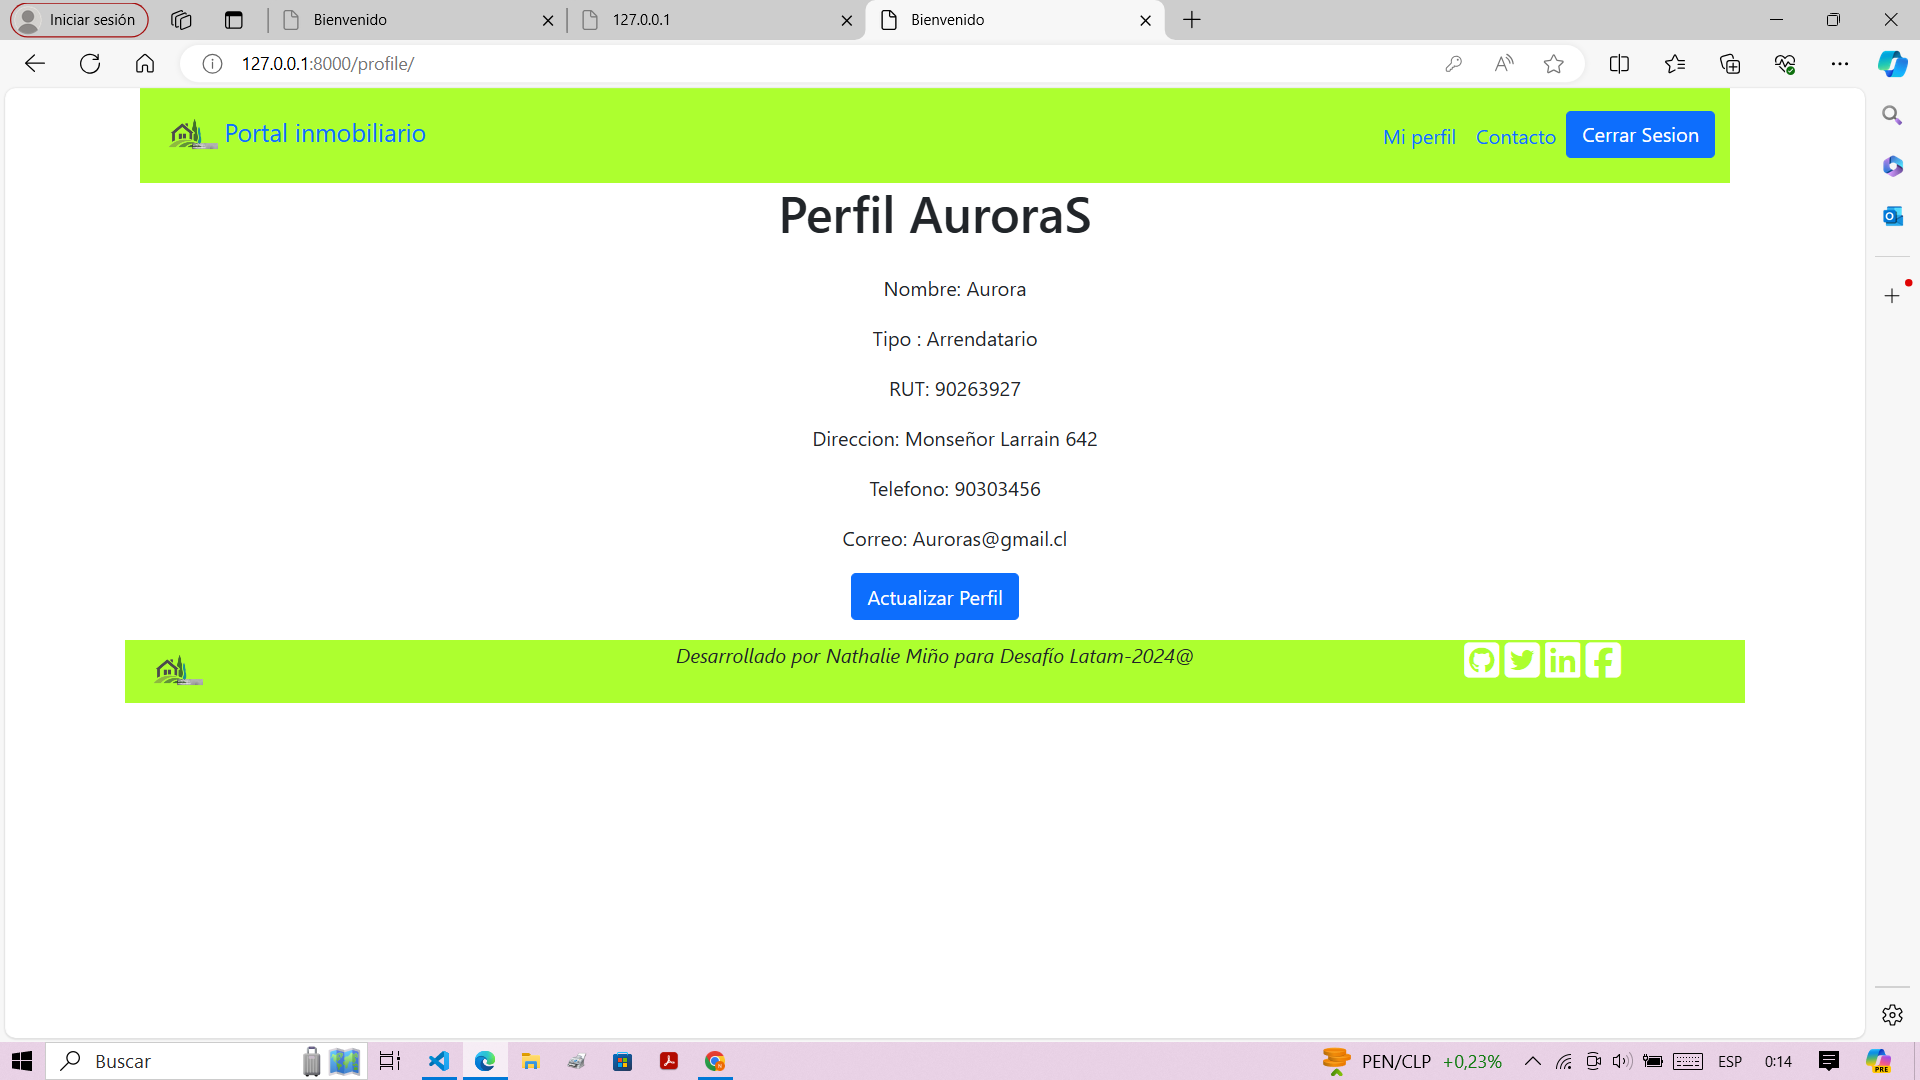 Iniciar sesión
Bienvenido
127.0.0.1
Bienvenido
127.0.0.1:8000/profile/
Portal inmobiliario
Mi perfil
Contacto
Cerrar Sesion
Perfil AuroraS
Nombre: Aurora
Tipo : Arrendatario
RUT: 90263927
Direccion: Monseñor Larrain 642
Telefono: 90303456
Correo: Auroras@gmail.cl
Actualizar Perfil
Desarrollado por Nathalie Miño para Desafío Latam-2024@
Buscar
PEN/CLP +0,23%
ESP
0:14
PRE